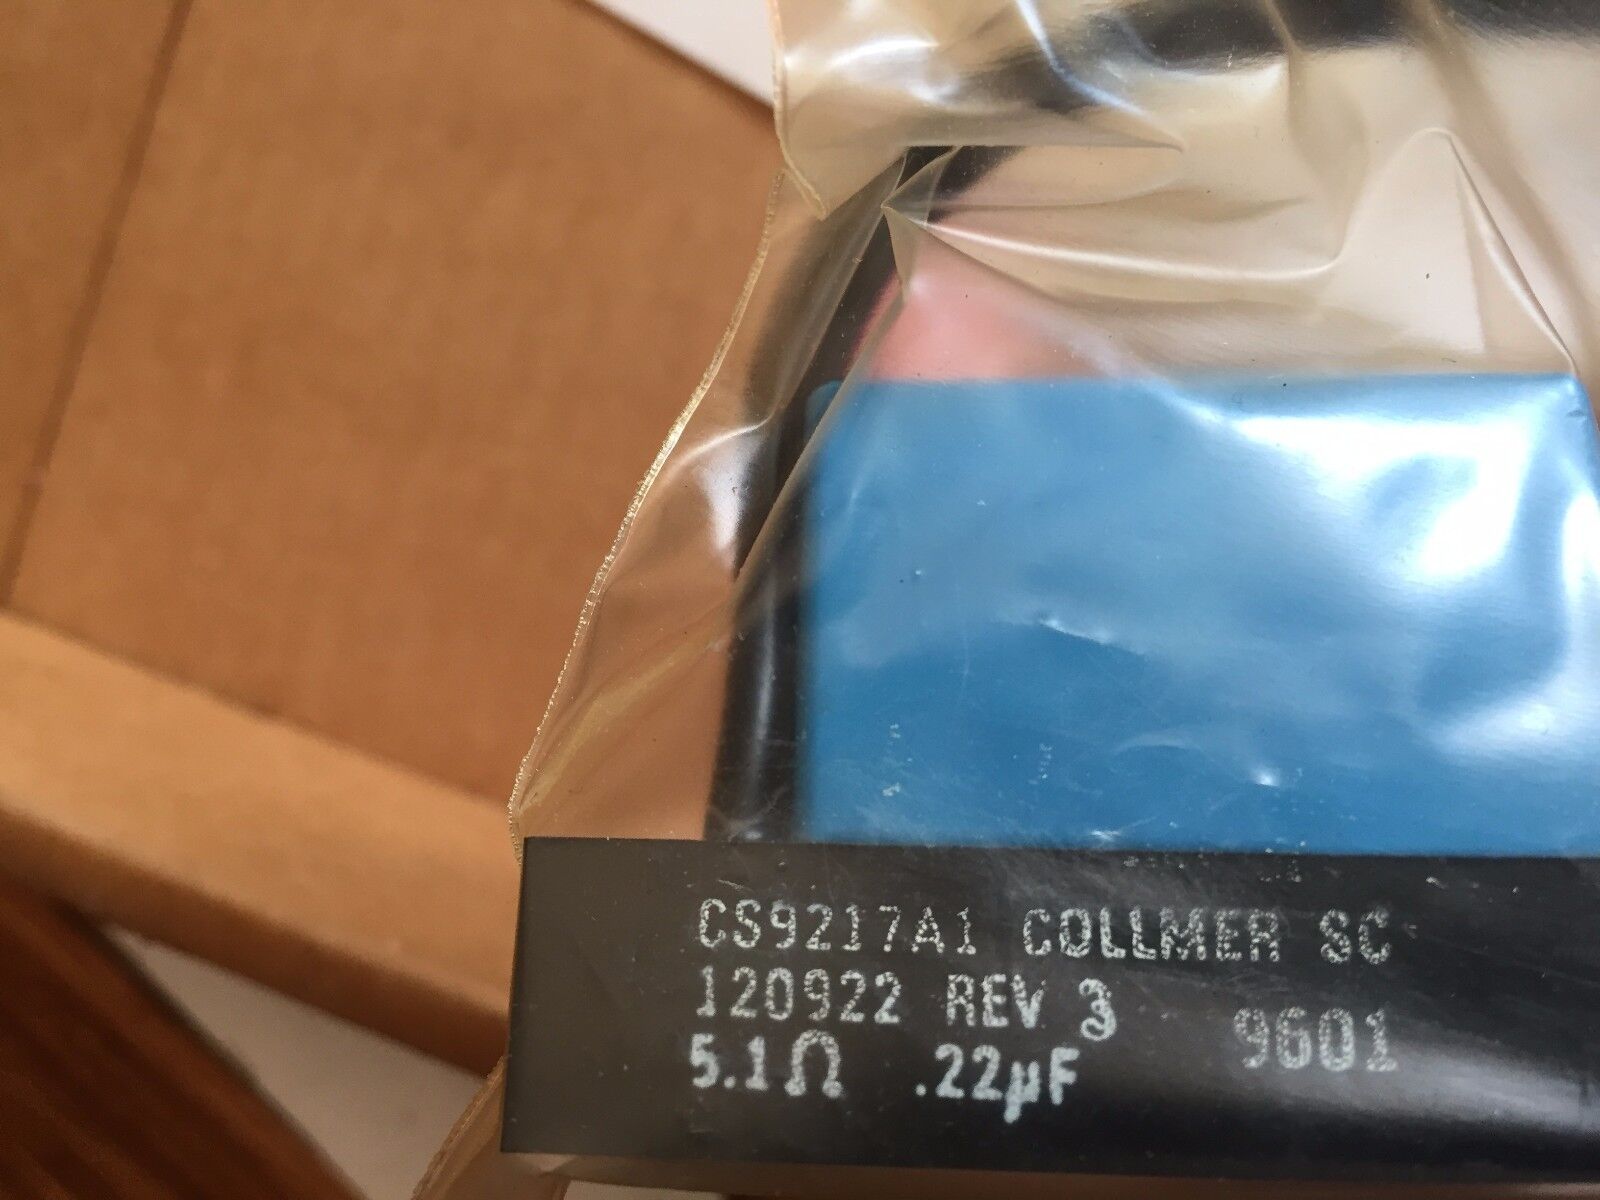 CS9217A1 COLLMER SC
120922 REV 3 9601
5.1Ω .22µF